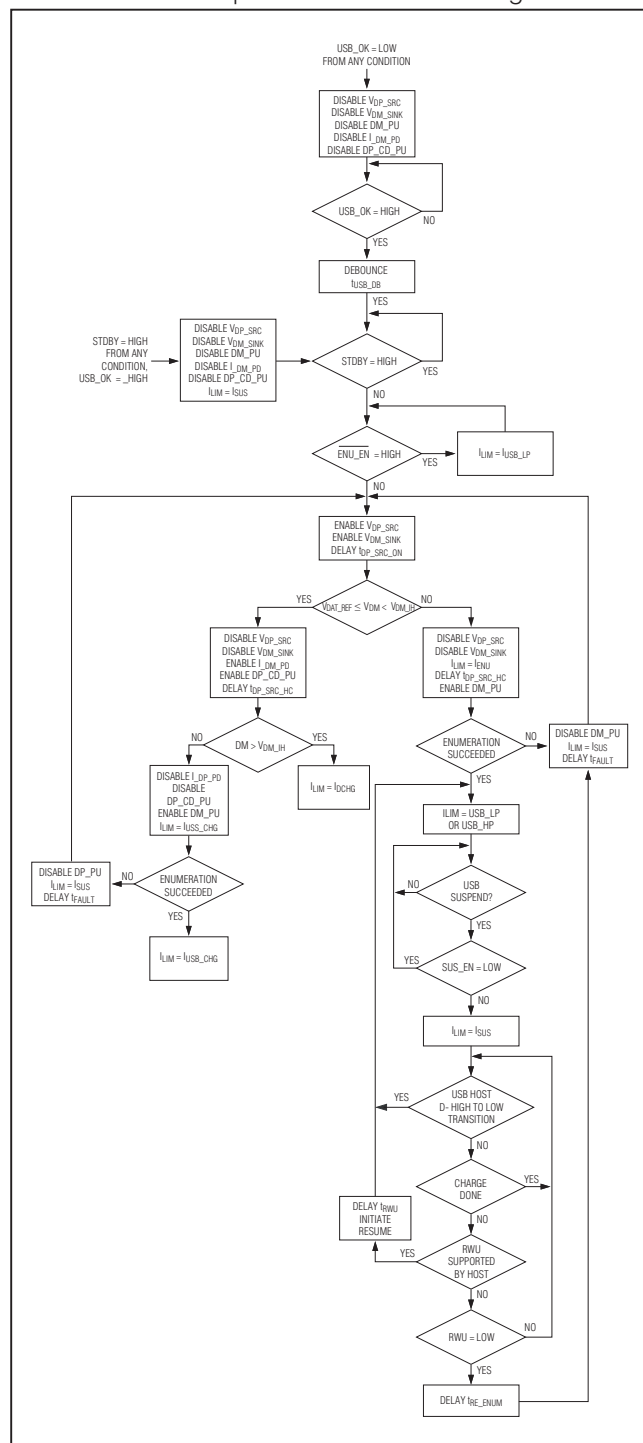 USB_OK = LOW
FROM ANY CONDITION
DISABLE VDP_SRC
DISABLE VDM_SINK
DISABLE DM_PU
DISABLE I_DM_PD
DISABLE DP_CD_PU
USB_OK = HIGH
NO
YES
DEBOUNCE
tUSB_DB
YES
STDBY = HIGH
FROM ANY
CONDITION,
USB_OK = _HIGH
DISABLE VDP_SRC
DISABLE VDM_SINK
DISABLE DM_PU
DISABLE I_DM_PD
DISABLE DP_CD_PU
ILIM = ISUS
STDBY = HIGH
YES
NO
ENU_EN = HIGH
YES
ILIM = IUSB_LP
NO
ENABLE VDP_SRC
ENABLE VDM_SINK
DELAY tDP_SRC_ON
YES
VDAT_REF ≤ VDM < VDM_IH
NO
DISABLE VDP_SRC
DISABLE VDM_SINK
ENABLE I_DM_PD
ENABLE DP_CD_PU
DELAY tDP_SRC_HC
DISABLE VDP_SRC
DISABLE VDM_SINK
ILIM = IENU
DELAY tDP_SRC_HC
ENABLE DM_PU
NO
DM > VDM_IH
YES
ILIM = IDCHG
ENUMERATION
SUCCEEDED
NO
DISABLE DM_PU
ILIM = ISUS
DELAY tFAULT
YES
DISABLE I_DP_PD
DISABLE
DP_CD_PU
ENABLE DM_PU
ILIM = IUSS_CHG
ILIM = USB_LP
OR USB_HP
DISABLE DP_PU
ILIM = ISUS
DELAY tFAULT
NO
ENUMERATION
SUCCEEDED
YES
ILIM = IUSB_CHG
NO
USB
SUSPEND?
YES
YES
SUS_EN = LOW
NO
ILIM = ISUS
YES
USB HOST
D- HIGH TO LOW
TRANSITION
NO
CHARGE
DONE
YES
NO
DELAY tRWU
INITIATE
RESUME
YES
RWU
SUPPORTED
BY HOST
NO
RWU = LOW
NO
YES
DELAY tRE_ENUM